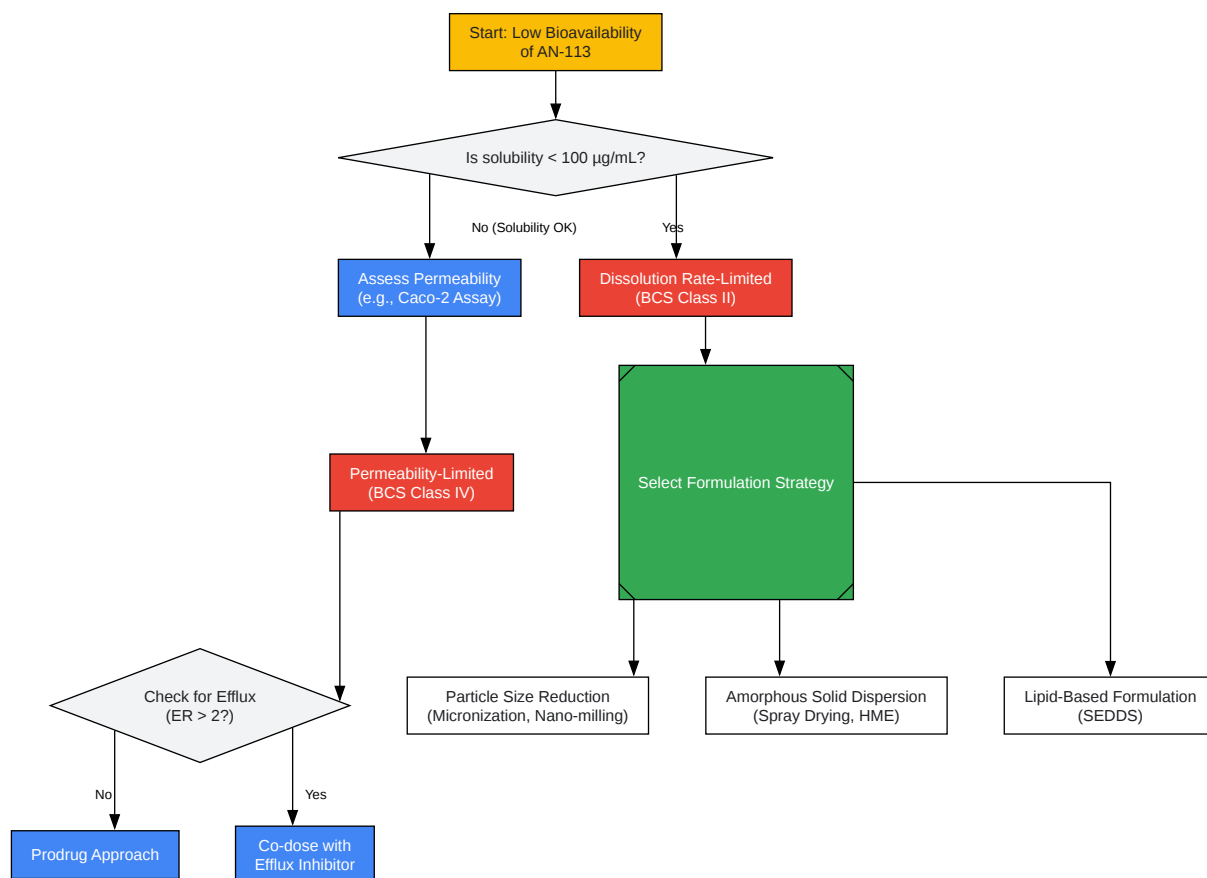 Start: Low Bioavailability
of AN-113
Is solubility < 100 µg/mL?
No (Solubility OK)
Yes
Assess Permeability
(e.g., Caco-2 Assay)
Dissolution Rate-Limited
(BCS Class II)
Permeability-Limited
(BCS Class IV)
Select Formulation Strategy
Check for Efflux
(ER > 2?)
Particle Size Reduction
(Micronization, Nano-milling)
Amorphous Solid Dispersion
(Spray Drying, HME)
Lipid-Based Formulation
(SEDDS)
No
Yes
Prodrug Approach
Co-dose with
Efflux Inhibitor